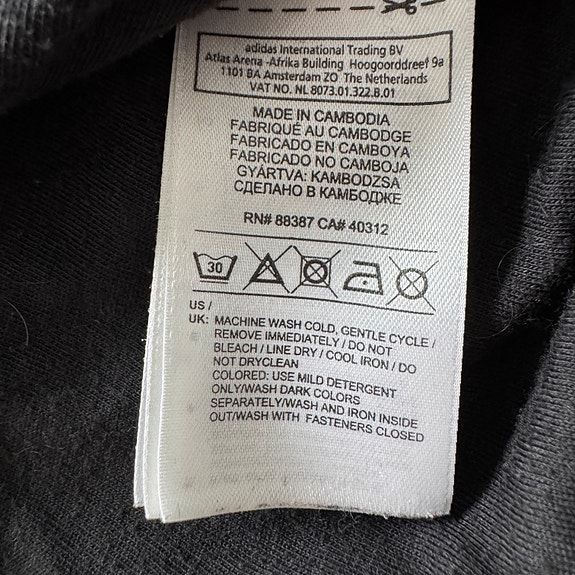 adidas International Trading BV
Atlas Arena -Afrika Building Hoogoorddreef 9a
1101 BA Amsterdam ZO The Netherlands
VAT NO. NL 8073.01.322.B.01
MADE IN CAMBODIA
FABRIQUÉ AU CAMBODGE
FABRICADO EN CAMBOYA
FABRICADO NO CAMBOJA
GYÁRTVA: KAMBODZSA
СДЕЛАНО В КАМБОДЖЕ
RN# 88387 CA# 40312
30
US /
UK: MACHINE WASH COLD, GENTLE CYCLE /
REMOVE IMMEDIATELY / DO NOT
BLEACH / LINE DRY / COOL IRON / DO
NOT DRYCLEAN
COLORED: USE MILD DETERGENT
ONLY/WASH DARK COLORS
SEPARATELY/WASH AND IRON INSIDE
OUT/WASH WITH FASTENERS CLOSED